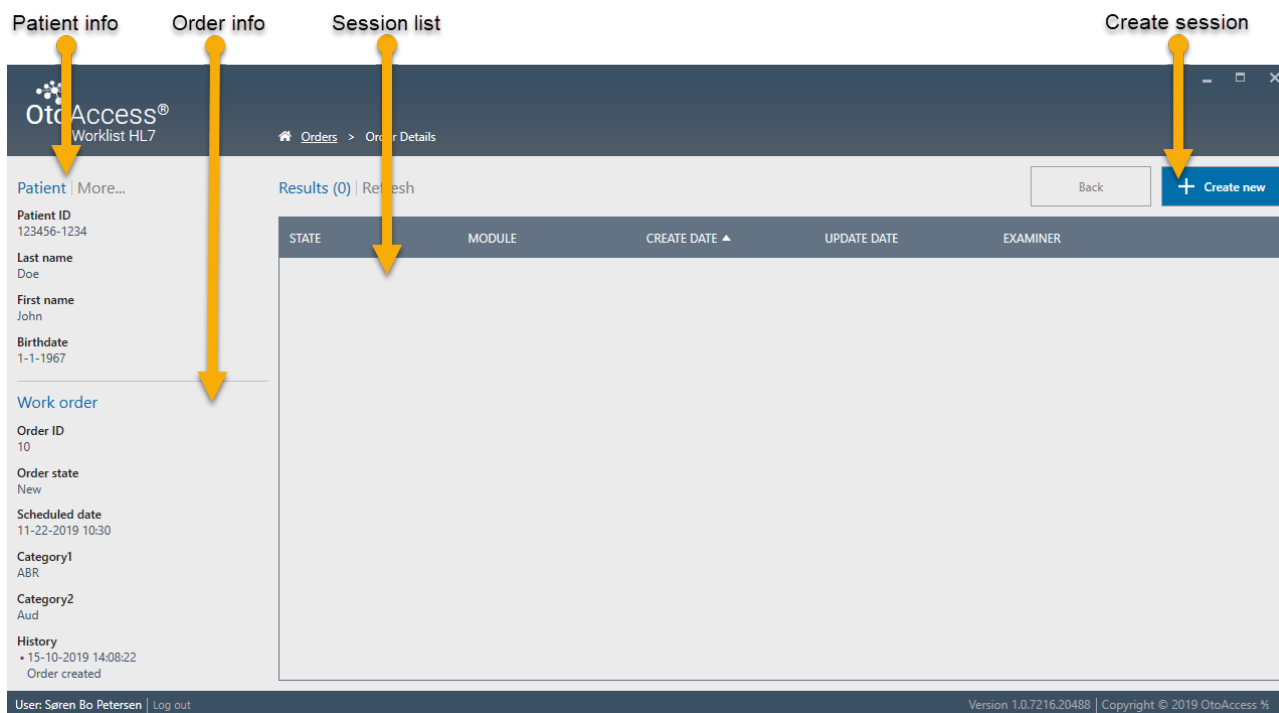 Patient info Order info Session list Create session
OtoAccess®
Worklist HL7
Orders > Order Details
Patient | More...
Results (0) | Refresh
Back
+ Create new
Patient ID
123456-1234
Last name
Doe
First name
John
Birthdate
1-1-1967
STATE MODULE CREATE DATE ▲ UPDATE DATE EXAMINER
Work order
Order ID
10
Order state
New
Scheduled date
11-22-2019 10:30
Category1
ABR
Category2
Aud
History
• 15-10-2019 14:08:22
Order created
User: Søren Bo Petersen | Log out
Version 1.0.7216.20488 | Copyright © 2019 OtoAccess